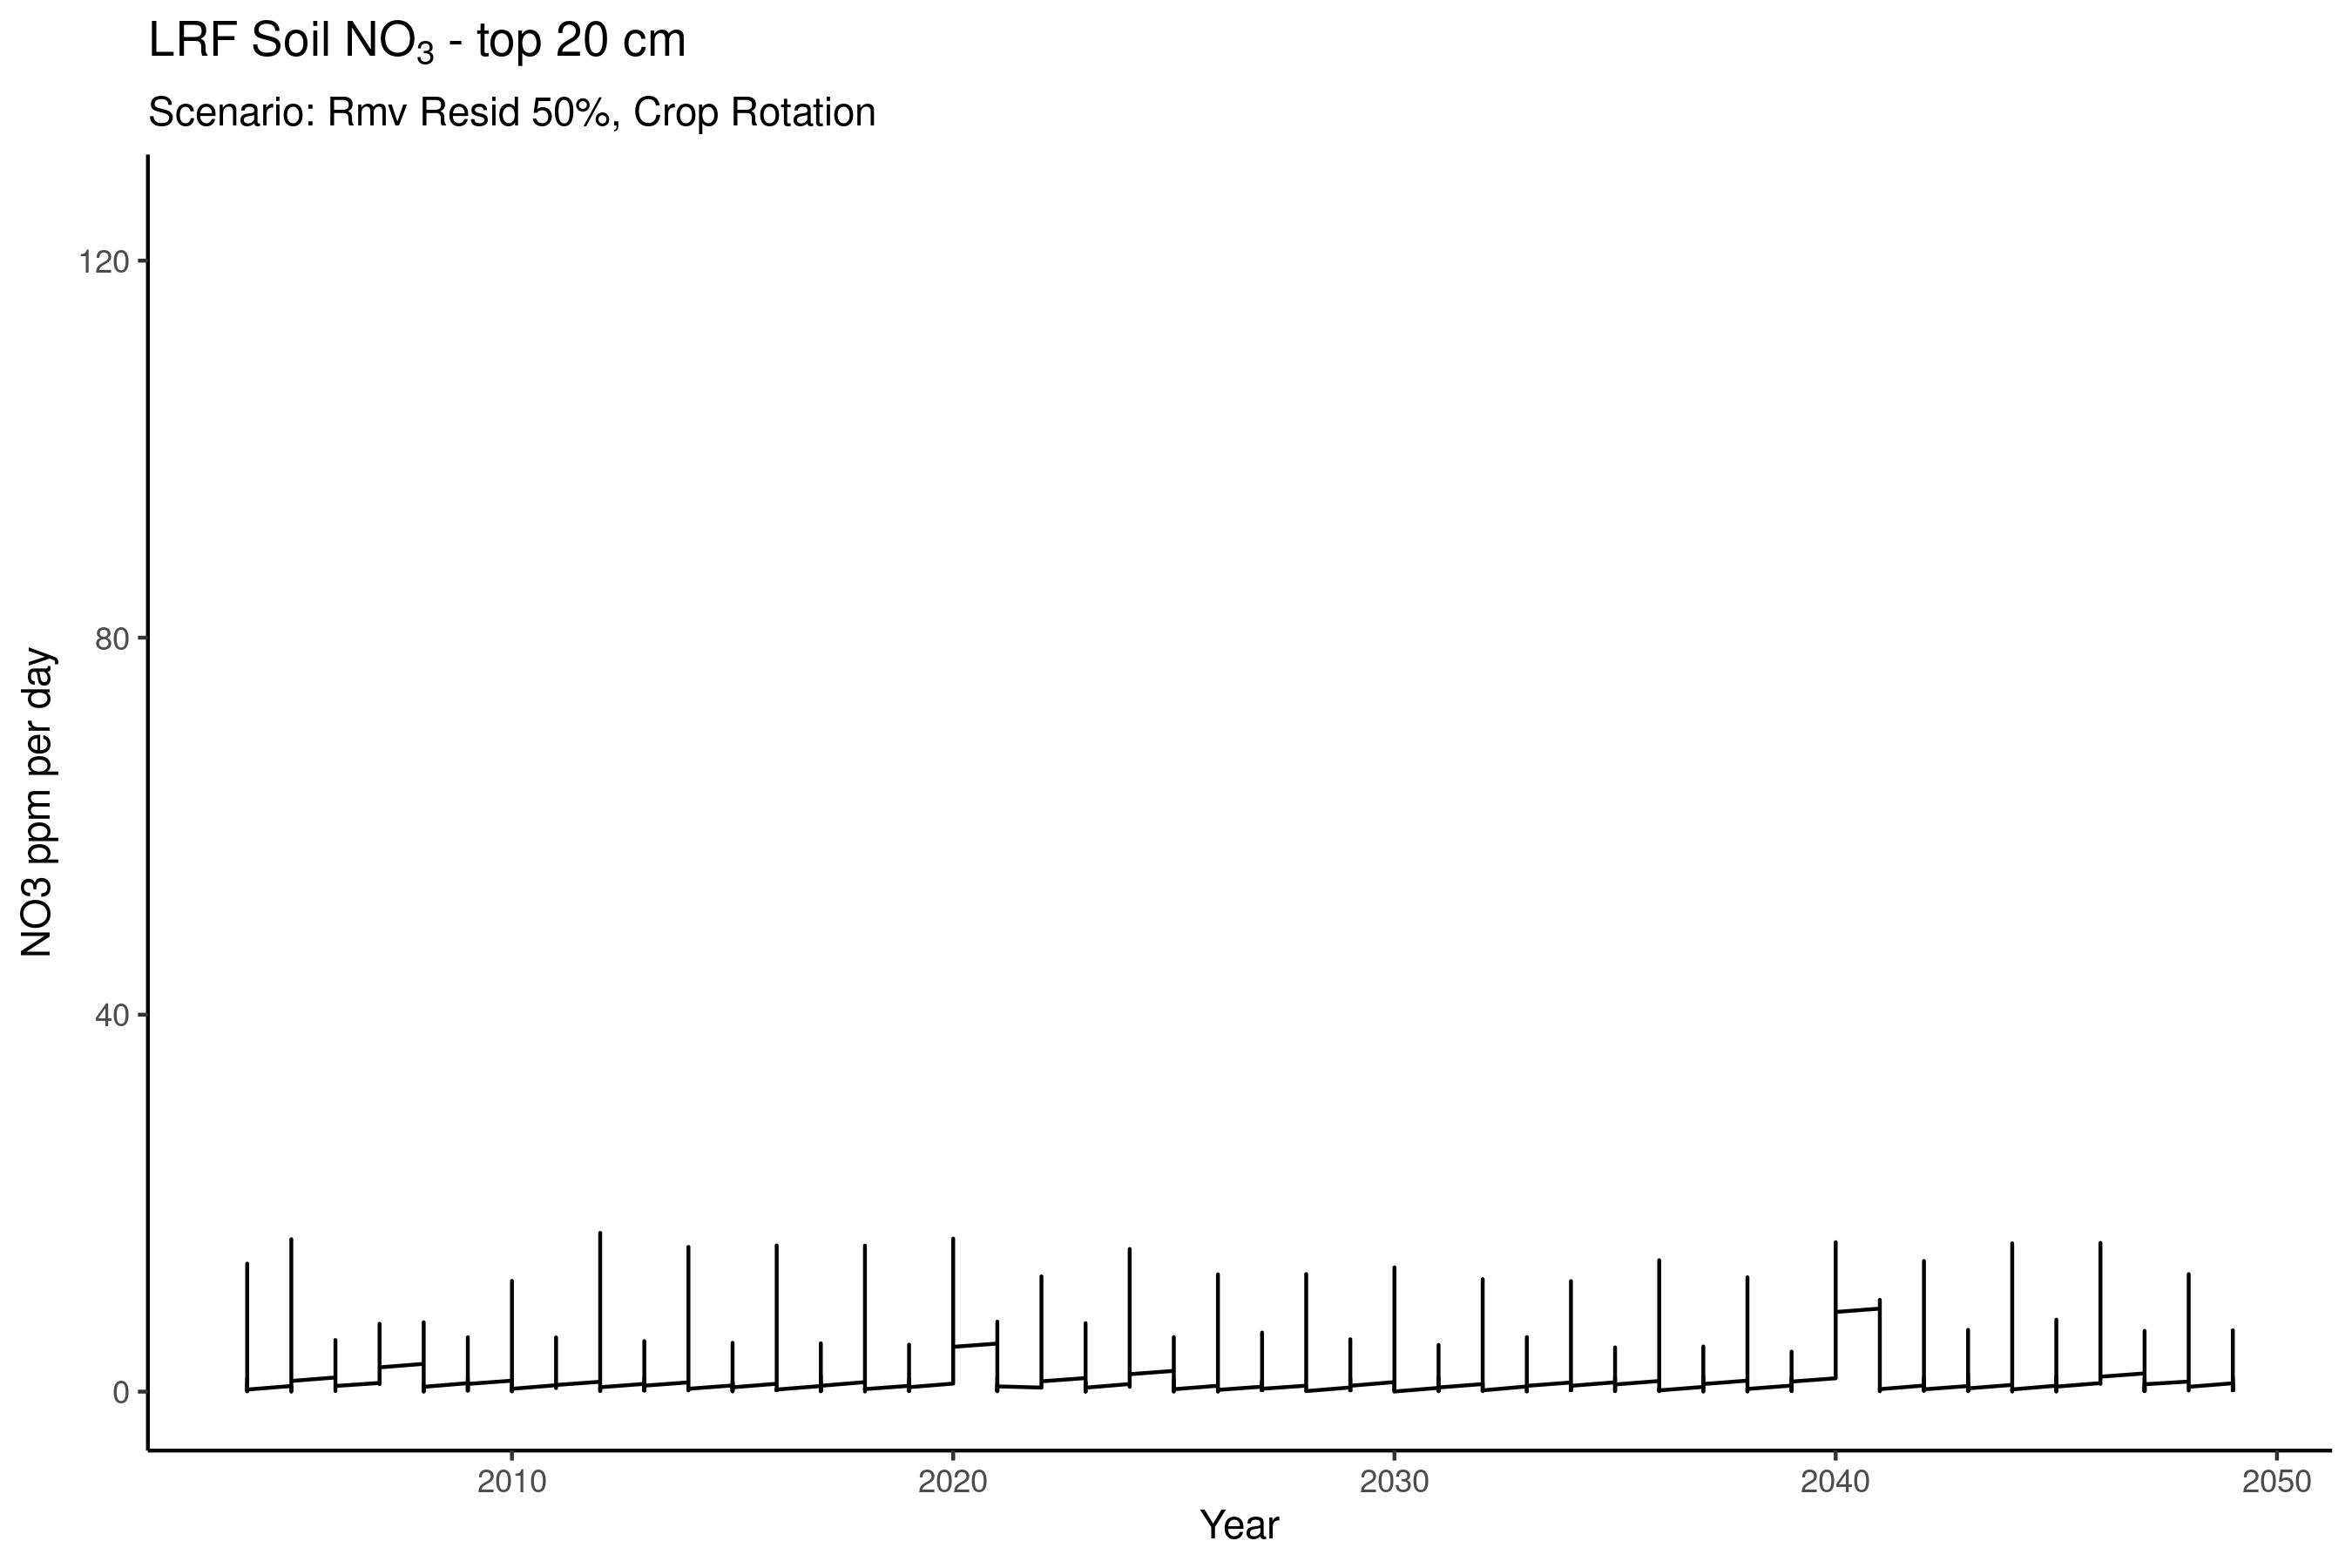 LRF Soil NO₃ - top 20 cm
Scenario: Rmv Resid 50%, Crop Rotation
NO3 ppm per day
120
80
40
0
2010 2020 2030 2040 2050
Year